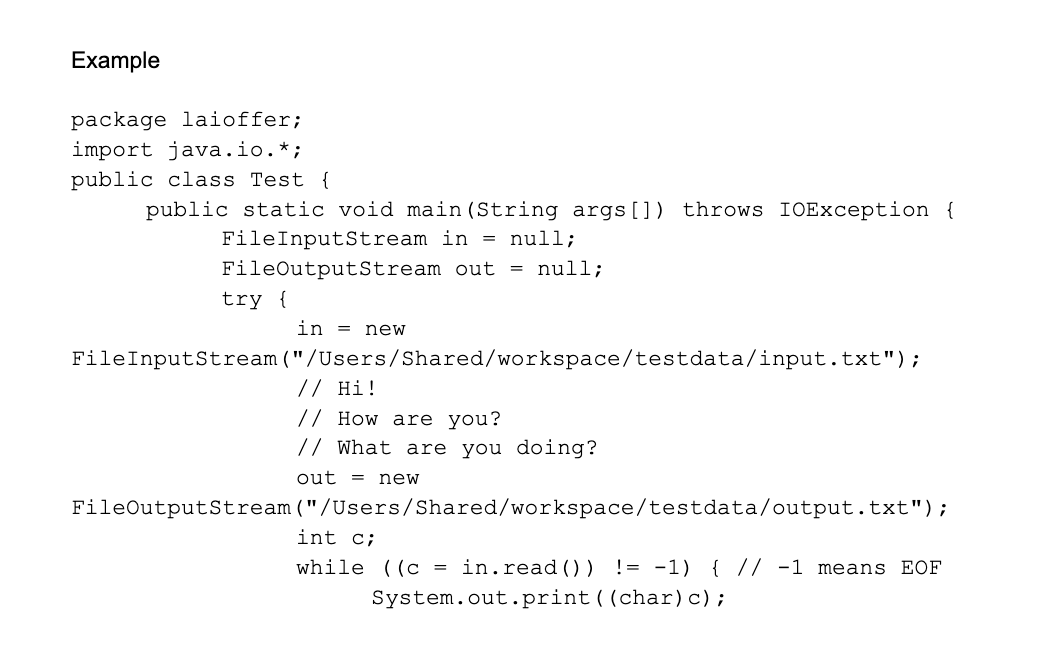 Example
package laioffer;
import java.io.*;
public class Test {
public static void main(String args[]) throws IOException {
FileInputStream in = null;
FileOutputStream out = null;
try {
in = new
FileInputStream("/Users/Shared/workspace/testdata/input.txt");
// Hi!
// How are you?
// What are you doing?
out = new
FileOutputStream("/Users/Shared/workspace/testdata/output.txt");
int c;
while ((c = in.read()) != -1) { // -1 means EOF
System.out.print((char)c);